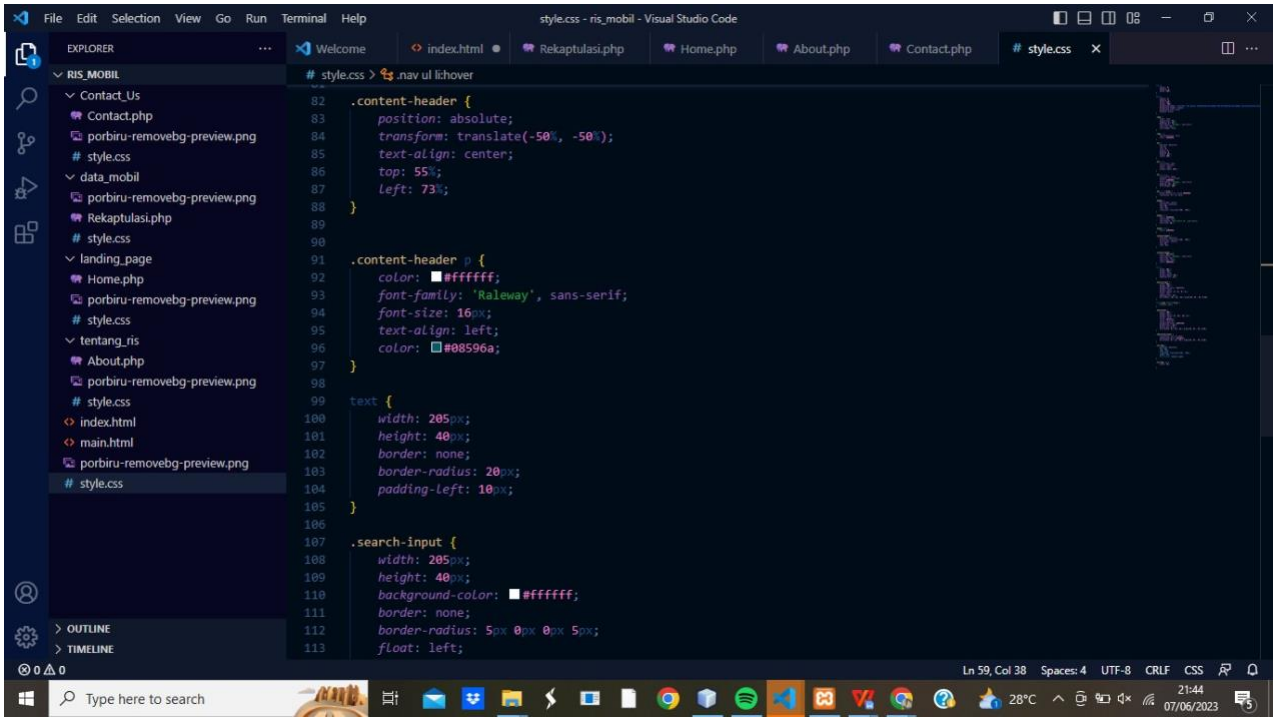 File Edit Selection View Go Run Terminal Help style.css - ris_mobil - Visual Studio Code
EXPLORER
Welcome index.html Rekaptulasi.php Home.php About.php Contact.php # style.css
# style.css > .nav ul li:hover
1
RIS_MOBIL
Contact_Us
Contact.php
porbiru-removebg-preview.png
# style.css
data_mobil
porbiru-removebg-preview.png
Rekaptulasi.php
# style.css
landing_page
Home.php
porbiru-removebg-preview.png
# style.css
tentang_ris
About.php
porbiru-removebg-preview.png
# style.css
index.html
main.html
porbiru-removebg-preview.png
# style.css
> OUTLINE
> TIMELINE
82 .content-header {
83 position: absolute;
84 transform: translate(-50%, -50%);
85 text-align: center;
86 top: 55%;
87 left: 73%;
88 }
89
90
91 .content-header p {
92 color: #ffffff;
93 font-family: 'Raleway', sans-serif;
94 font-size: 16px;
95 text-align: left;
96 color: #08596a;
97 }
98
99 text {
100 width: 205px;
101 height: 40px;
102 border: none;
103 border-radius: 20px;
104 padding-left: 10px;
105 }
106
107 .search-input {
108 width: 205px;
109 height: 40px;
110 background-color: #ffffff;
111 border: none;
112 border-radius: 5px 0px 0px 5px;
113 float: left;
0 0 Ln 59, Col 38 Spaces: 4 UTF-8 CRLF CSS
Type here to search 28°C 21:44
07/06/2023 5